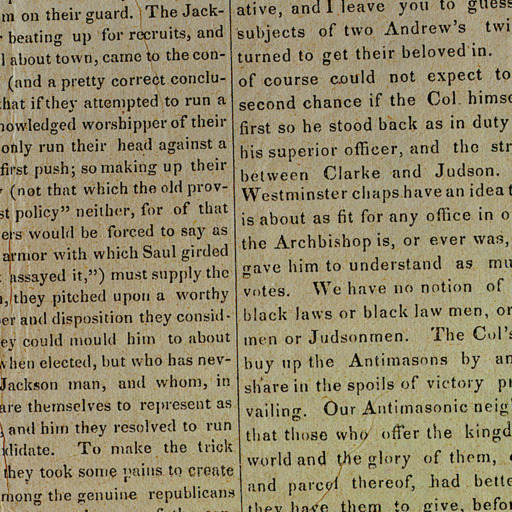 m on their guard. The Jack-
beating up for recruits, and
about town, came to the con-
(and a pretty correct conclu-
that if they attempted to run a
nowledged worshipper of their
only run their head against a
first push; so making up their
(not that which the old prov-
st policy” neither, for of that
ers would be forced to say as
armor with which Saul girded
assayed it,”) must supply the
they pitched upon a worthy
er and disposition they consid-
ey could mould him to about
when elected, but who has nev-
Jackson man, and whom, in
are themselves to represent as
and him they resolved to run
didate. To make the trick
they took some pains to create
mong the genuine republicans
ative, and I leave you to guess
subjects of two Andrew's twi
turned to get their beloved in.
of course could not expect to
second chance if the Col. himse
first so he stood back as in duty
his superior officer, and the str
between Clarke and Judson.
Westminster chaps have an idea t
is about as fit for any office in o
the Archbishop is, or ever was,
gave him to understand as mu
votes. We have no notion of
black laws or black law men, or
men or Judsonmen. The Col's
buy up the Antimasons by an
share in the spoils of victory pr
vailing. Our Antimasonic neig
that those who offer the kingd
world and the glory of them,
and parcel thereof, had bette
they have them to give, befor